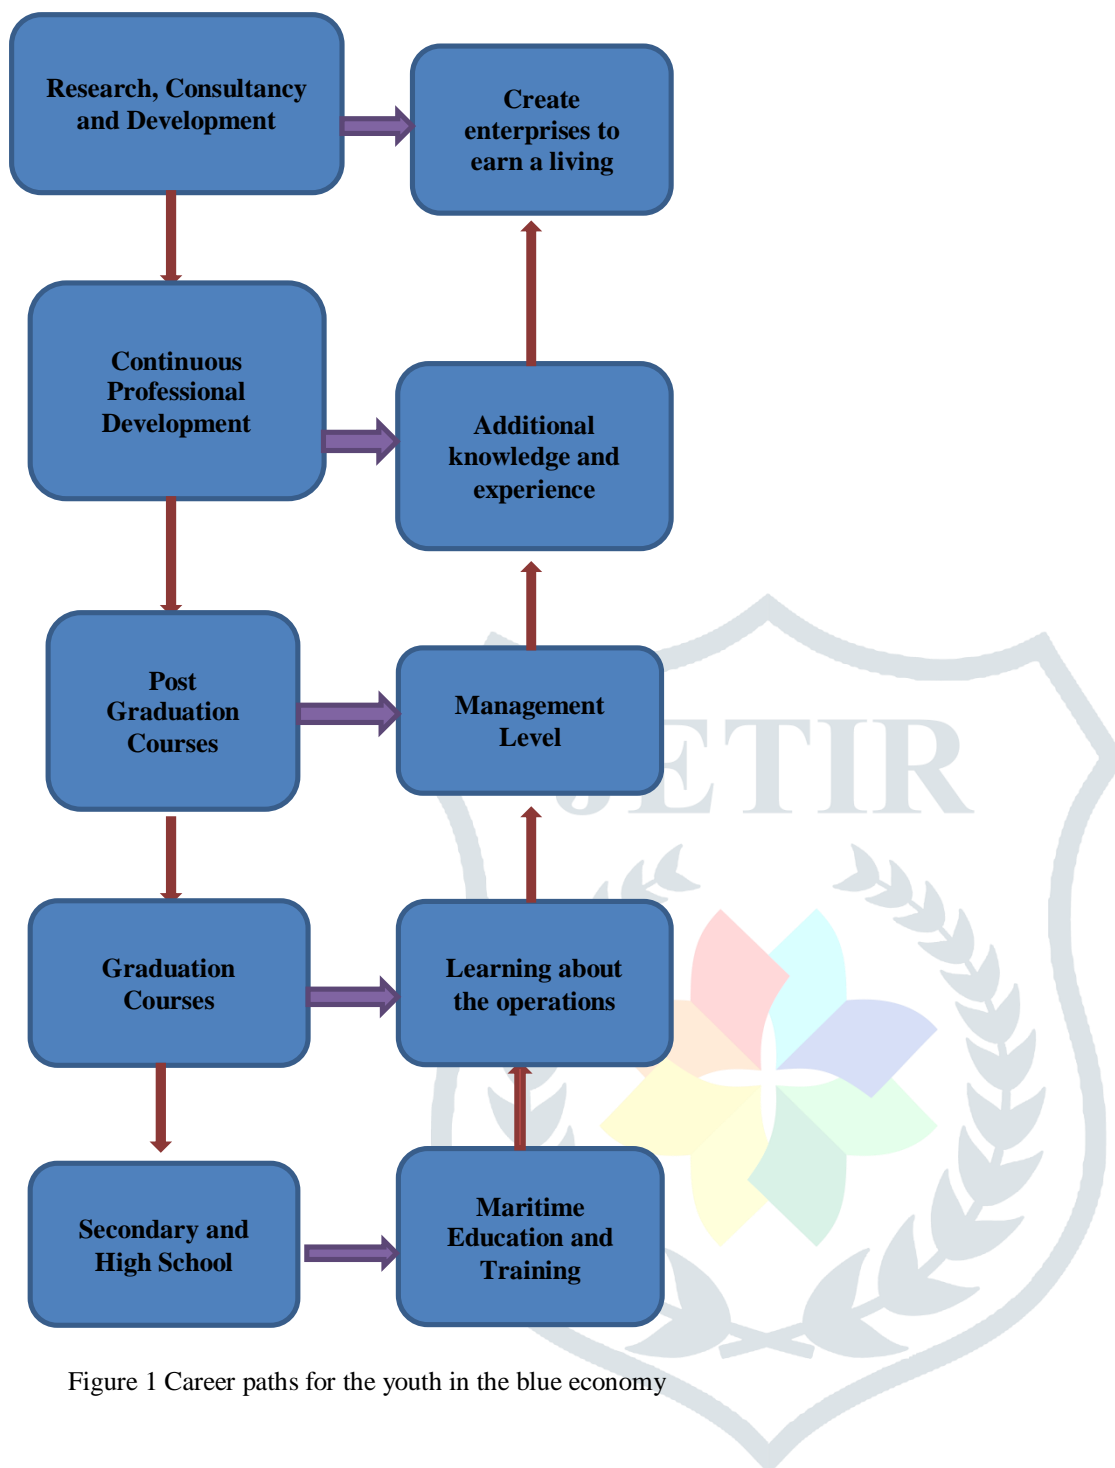 Research, Consultancy
and Development
Create
enterprises to
earn a living
Continuous
Professional
Development
Additional
knowledge and
experience
Post
Graduation
Courses
Management
Level
JETIR
Graduation
Courses
Learning about
the operations
Secondary and
High School
Maritime
Education and
Training
Figure 1 Career paths for the youth in the blue economy